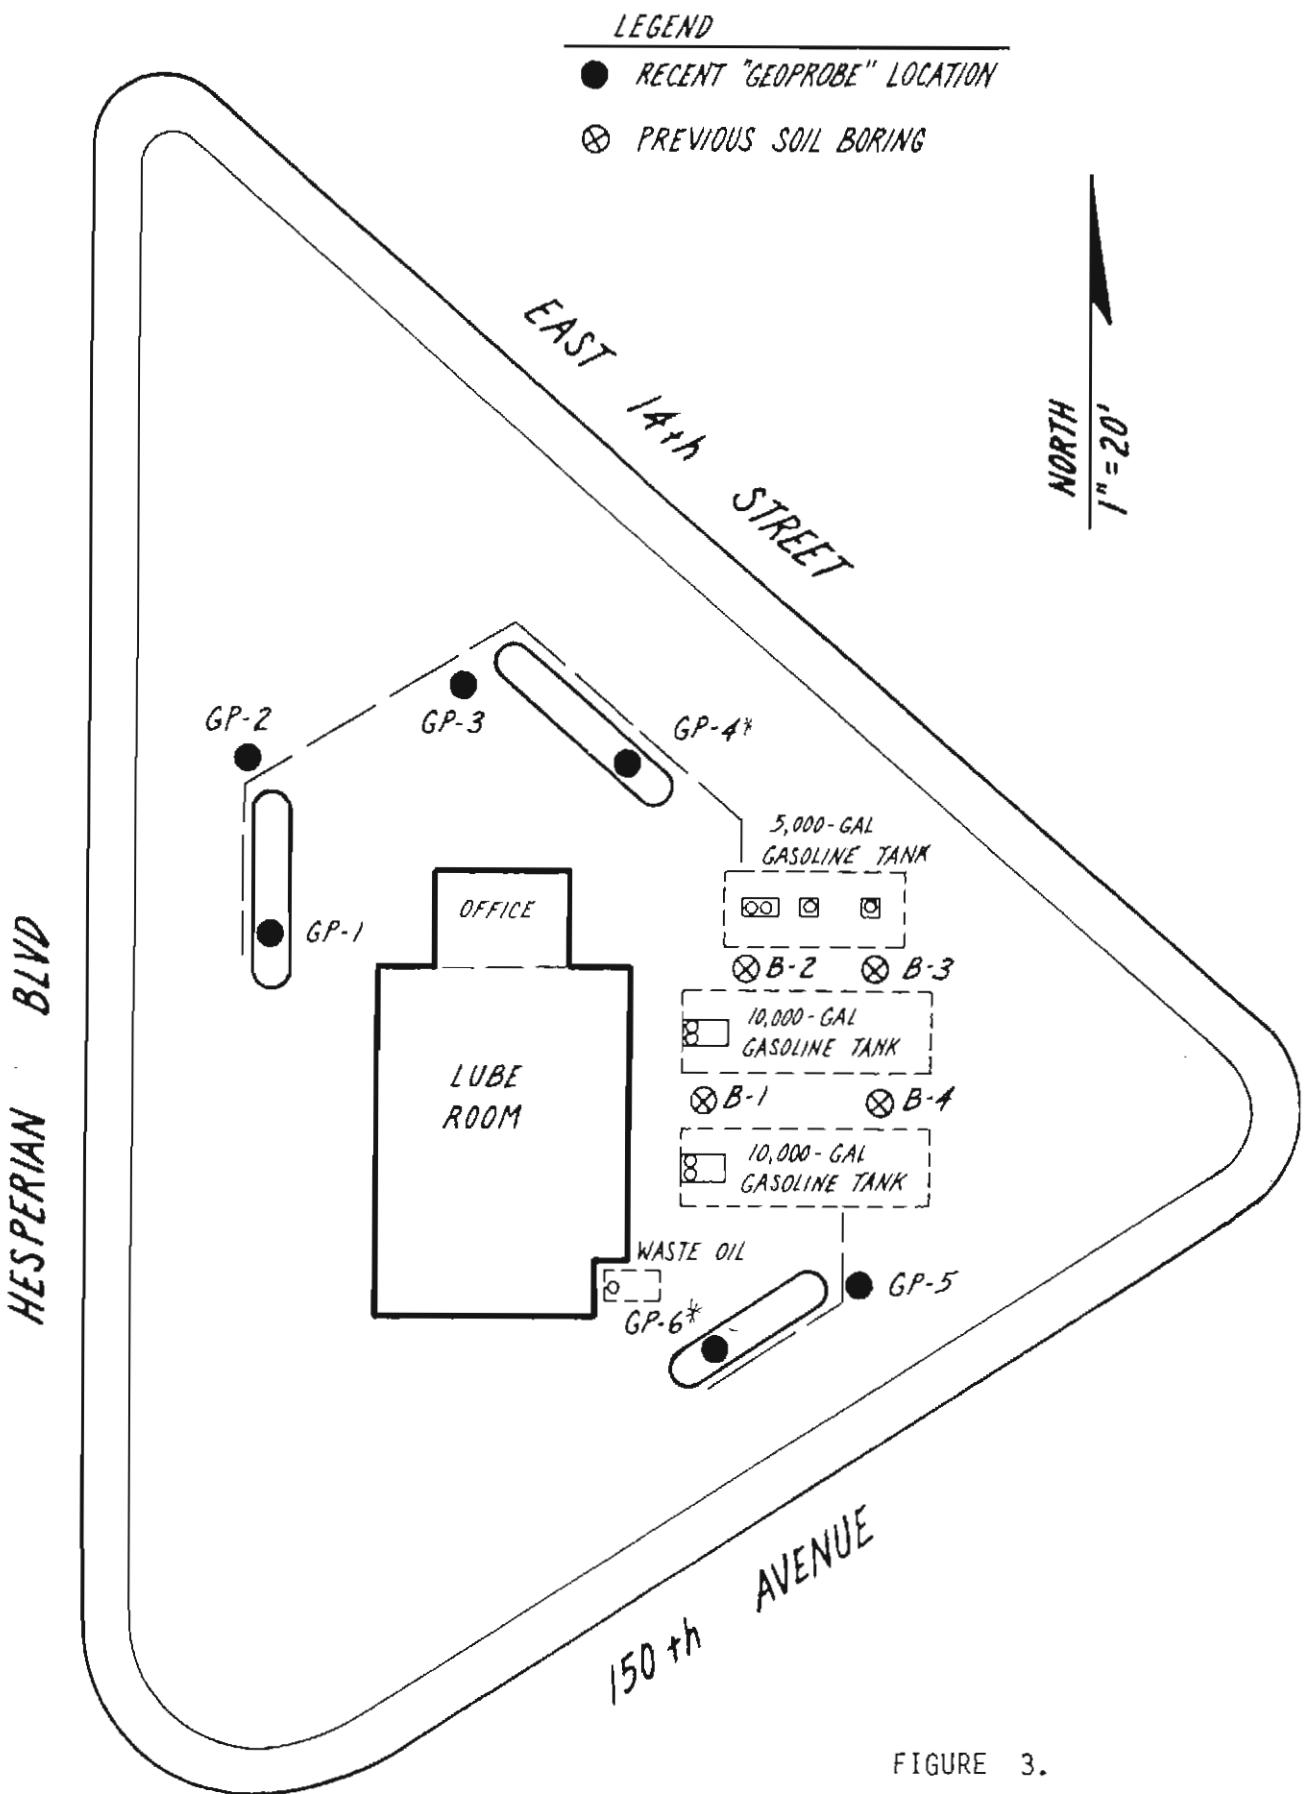 LEGEND
RECENT "GEOPROBE" LOCATION
PREVIOUS SOIL BORING
NORTH
1"=20'
EAST 14th STREET
GP-2
GP-3
GP-4*
5,000-GAL
GASOLINE TANK
OFFICE
GP-1
B-2
B-3
10,000-GAL
GASOLINE TANK
LUBE
ROOM
B-1
B-4
10,000-GAL
GASOLINE TANK
HESPERIAN BLVD
WASTE OIL
GP-5
GP-6*
150th AVENUE
FIGURE 3.